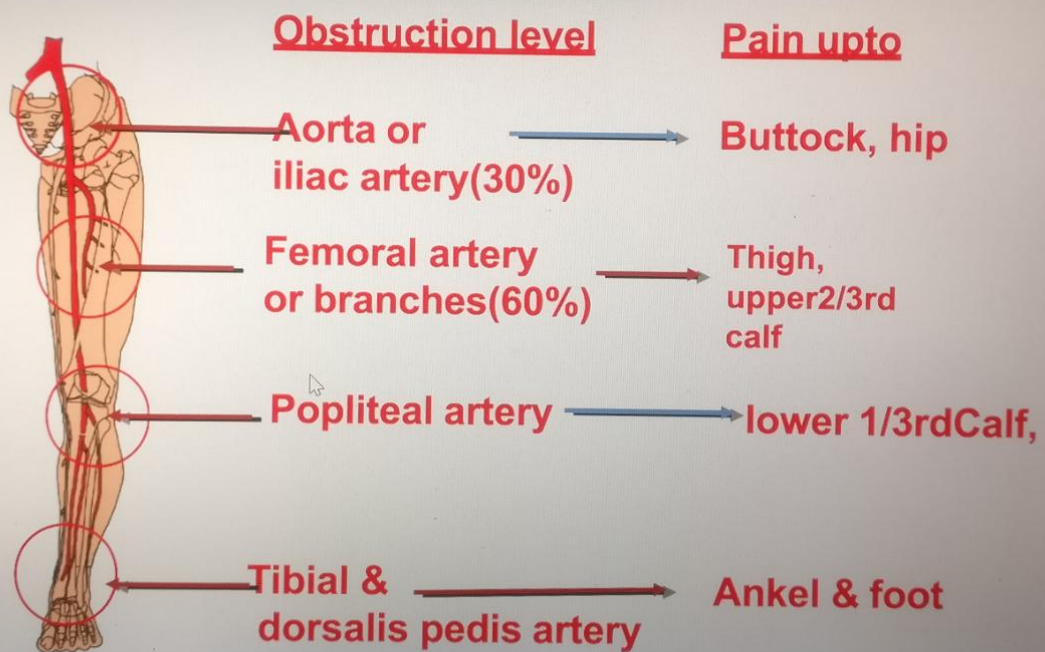 Obstruction level
Pain upto
Aorta or
iliac artery(30%)
Buttock, hip
Femoral artery
or branches(60%)
Thigh,
upper2/3rd
calf
Popliteal artery
lower 1/3rdCalf,
Tibial &
dorsalis pedis artery
Ankel & foot